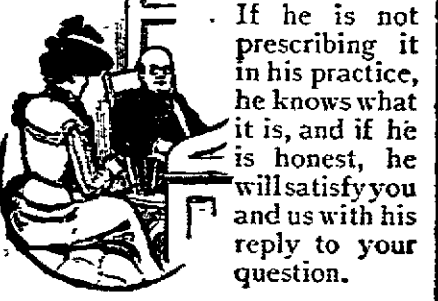 If he is not
prescribing it
in his practice,
he knows what
it is, and if he
is honest, he
will satisfy you
and us with his
reply to your
question.